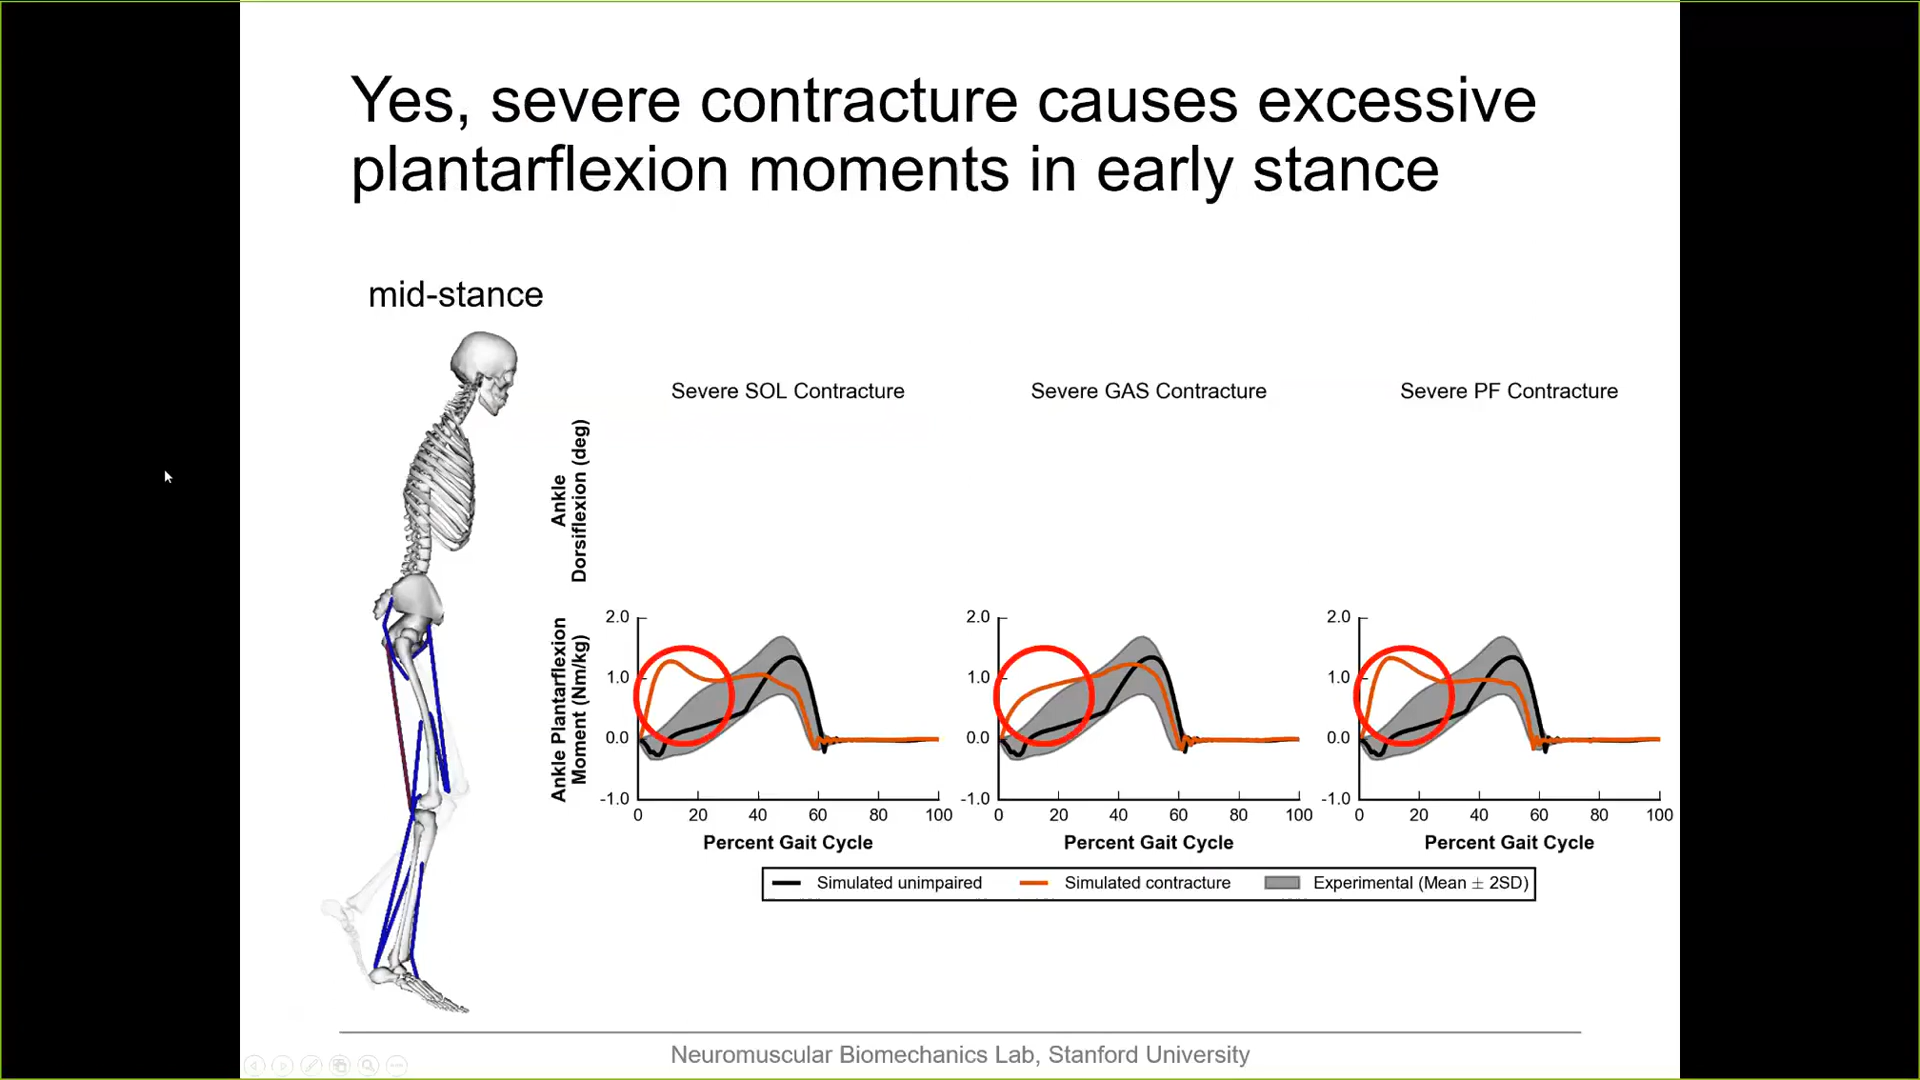 Yes, severe contracture causes excessive
plantarflexion moments in early stance
mid-stance
Severe SOL Contracture
Severe GAS Contracture
Severe PF Contracture
Ankle
Dorsiflexion (deg)
Ankle Plantarflexion
Moment (Nm/kg)
2.0
1.0
0.0
-1.0
0 20 40 60 80 100
Percent Gait Cycle
2.0
1.0
0.0
-1.0
0 20 40 60 80 100
Percent Gait Cycle
2.0
1.0
0.0
-1.0
0 20 40 60 80 100
Percent Gait Cycle
Simulated unimpaired Simulated contracture Experimental (Mean ± 2SD)
Neuromuscular Biomechanics Lab, Stanford University